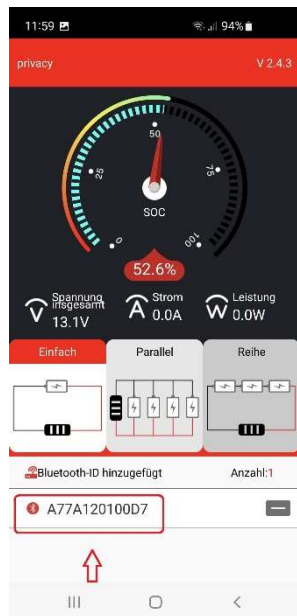 11:59 94%
privacy V 2.4.3
0 25 50 75 100
SOC
52.6%
V Spannung insgesamt 13.1V A Strom 0.0A W Leistung 0.0W
Einfach Parallel Reihe
Bluetooth-ID hinzugefügt Anzahl:1
A77A120100D7